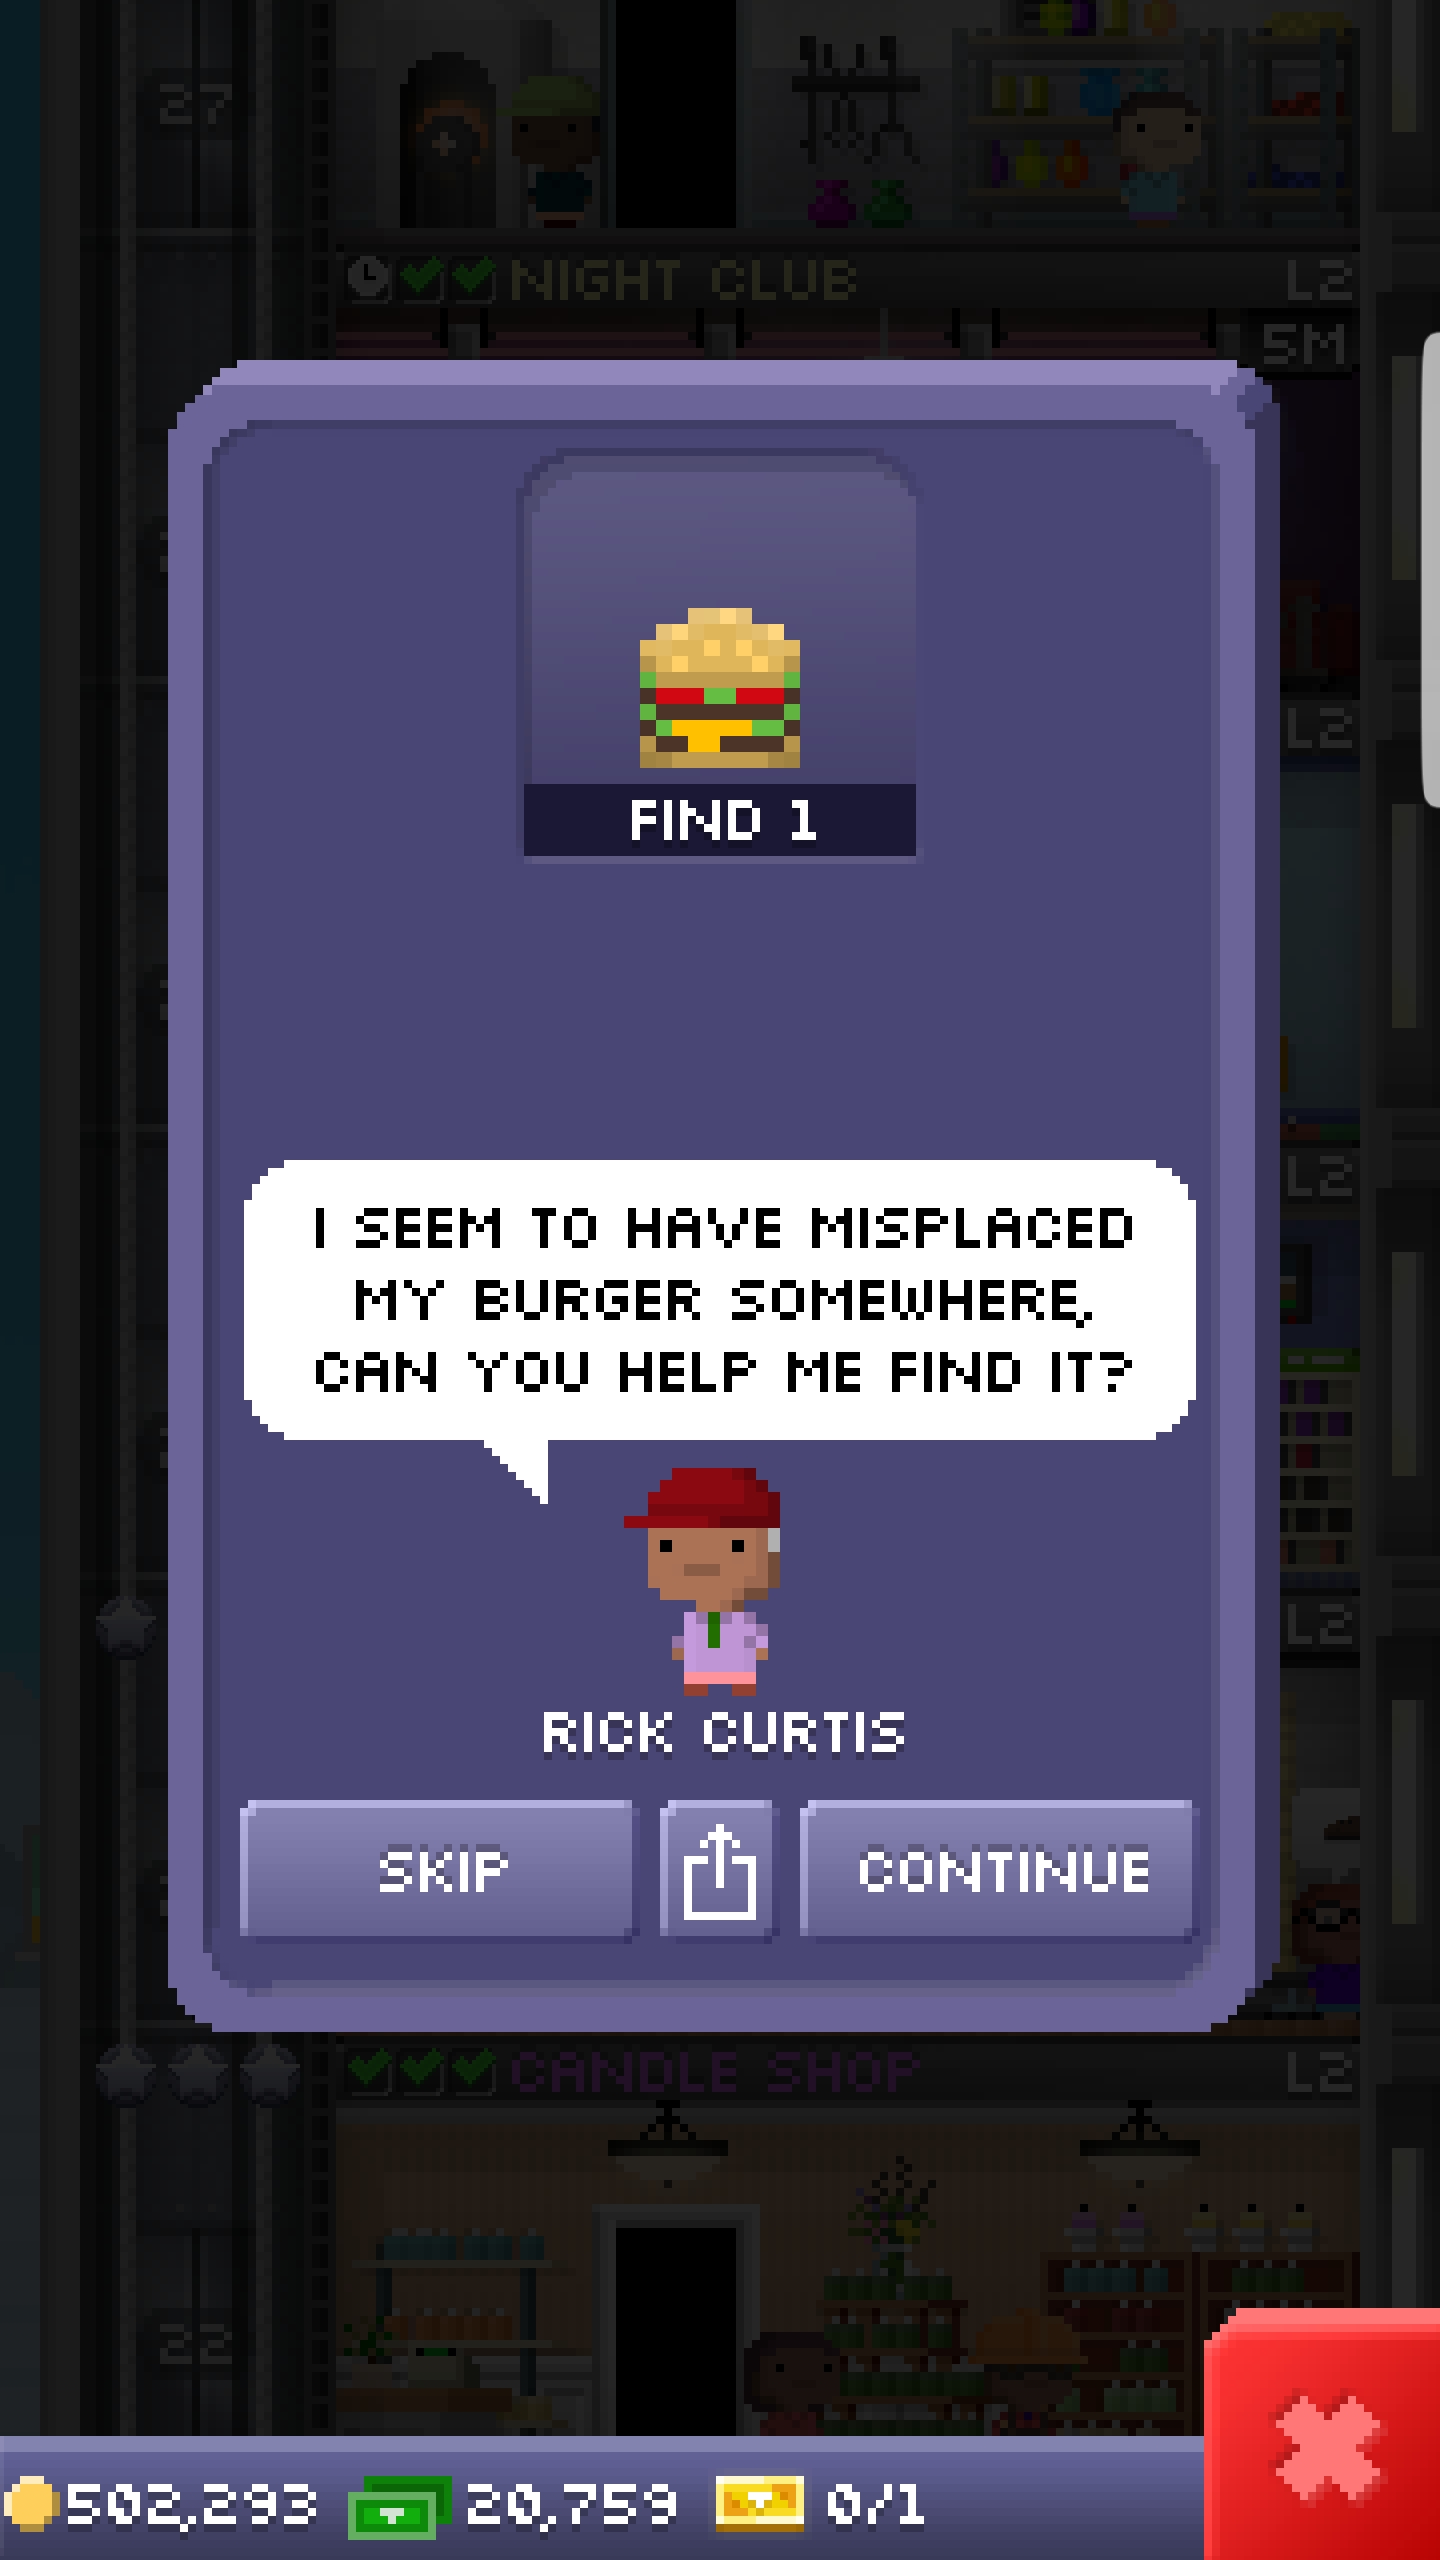 27
NIGHT CLUB
L2
5M
FIND 1
L2
I SEEM TO HAVE MISPLACED
MY BURGER SOMEWHERE,
CAN YOU HELP ME FIND IT?
L2
L2
RICK CURTIS
SKIP
CONTINUE
CANDLE SHOP
L2
22
502,293
20,759
0/1